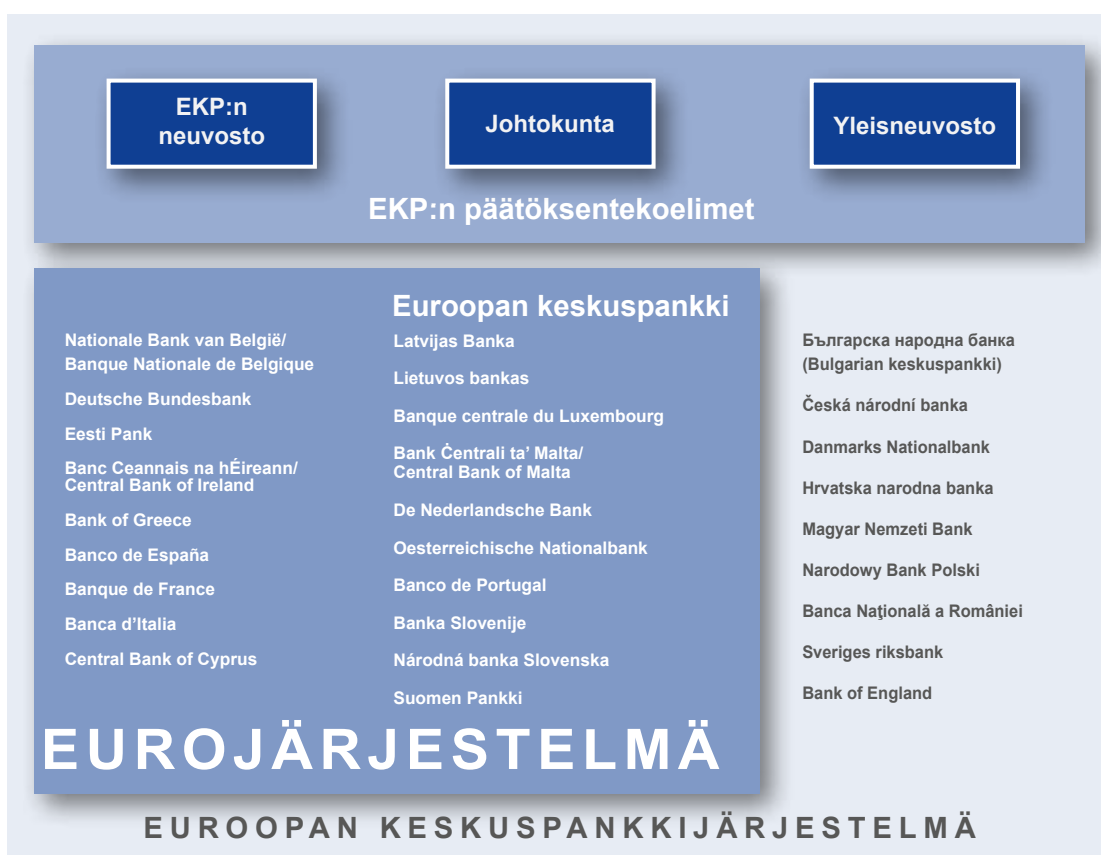 EKP:n
neuvosto
Johtokunta
Yleisneuvosto
EKP:n päätöksentekoelimet
Euroopan keskuspankki
Nationale Bank van België/
Banque Nationale de Belgique
Deutsche Bundesbank
Eesti Pank
Banc Ceannais na hÉireann/
Central Bank of Ireland
Bank of Greece
Banco de España
Banque de France
Banca d’Italia
Central Bank of Cyprus
Latvijas Banka
Lietuvos bankas
Banque centrale du Luxembourg
Bank Ċentrali ta’ Malta/
Central Bank of Malta
De Nederlandsche Bank
Oesterreichische Nationalbank
Banco de Portugal
Banka Slovenije
Národná banka Slovenska
Suomen Pankki
EUROJÄRJESTELMÄ
Българска народна банка
(Bulgarian keskuspankki)
Česká národní banka
Danmarks Nationalbank
Hrvatska narodna banka
Magyar Nemzeti Bank
Narodowy Bank Polski
Banca Naţională a României
Sveriges riksbank
Bank of England
EUROOPAN KESKUSPANKKIJÄRJESTELMÄ